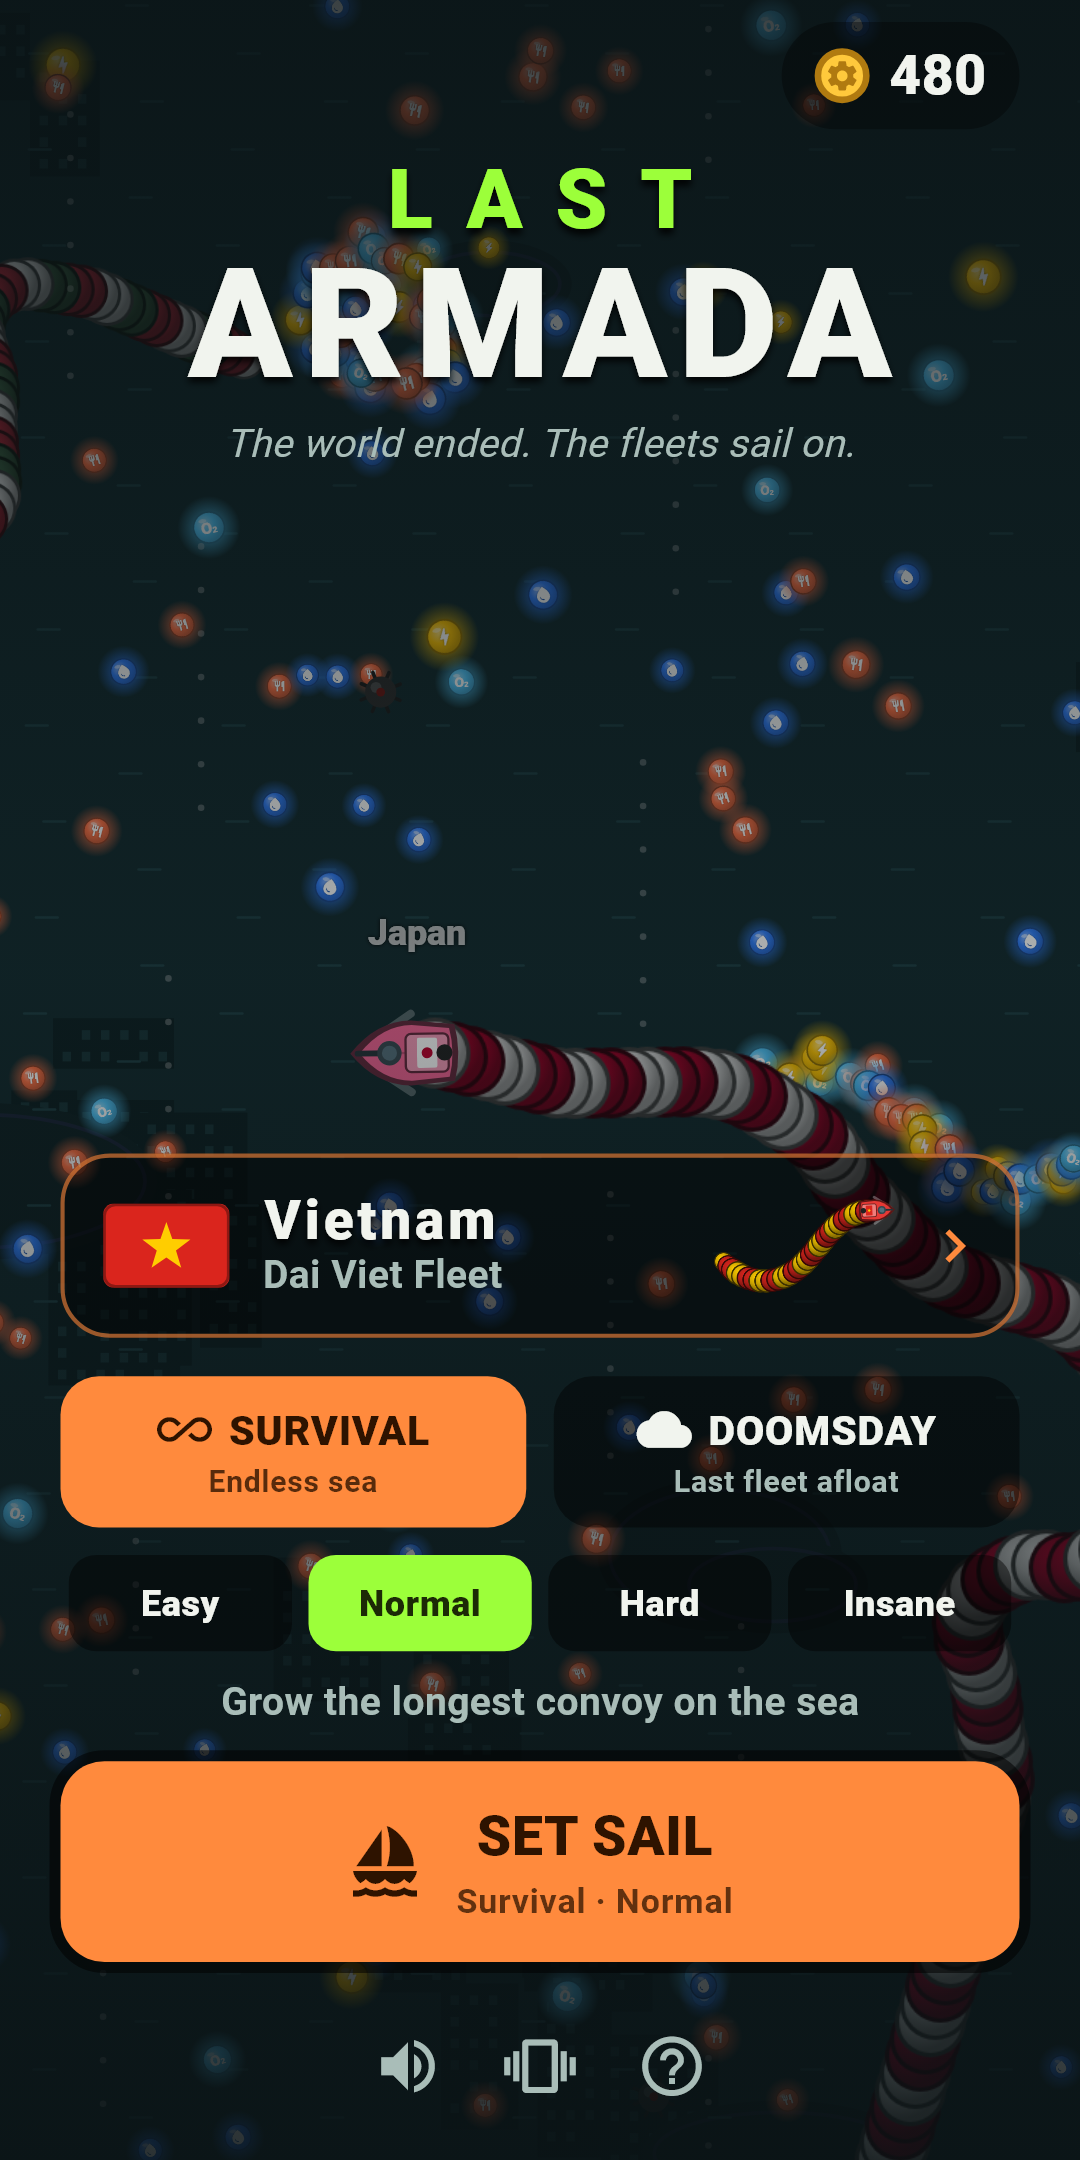 480
LAST
ARMADA
The world ended. The fleets sail on.
Japan
Vietnam
Dai Viet Fleet
SURVIVAL
Endless sea
DOOMSDAY
Last fleet afloat
Easy
Normal
Hard
Insane
Grow the longest convoy on the sea
SET SAIL
Survival · Normal